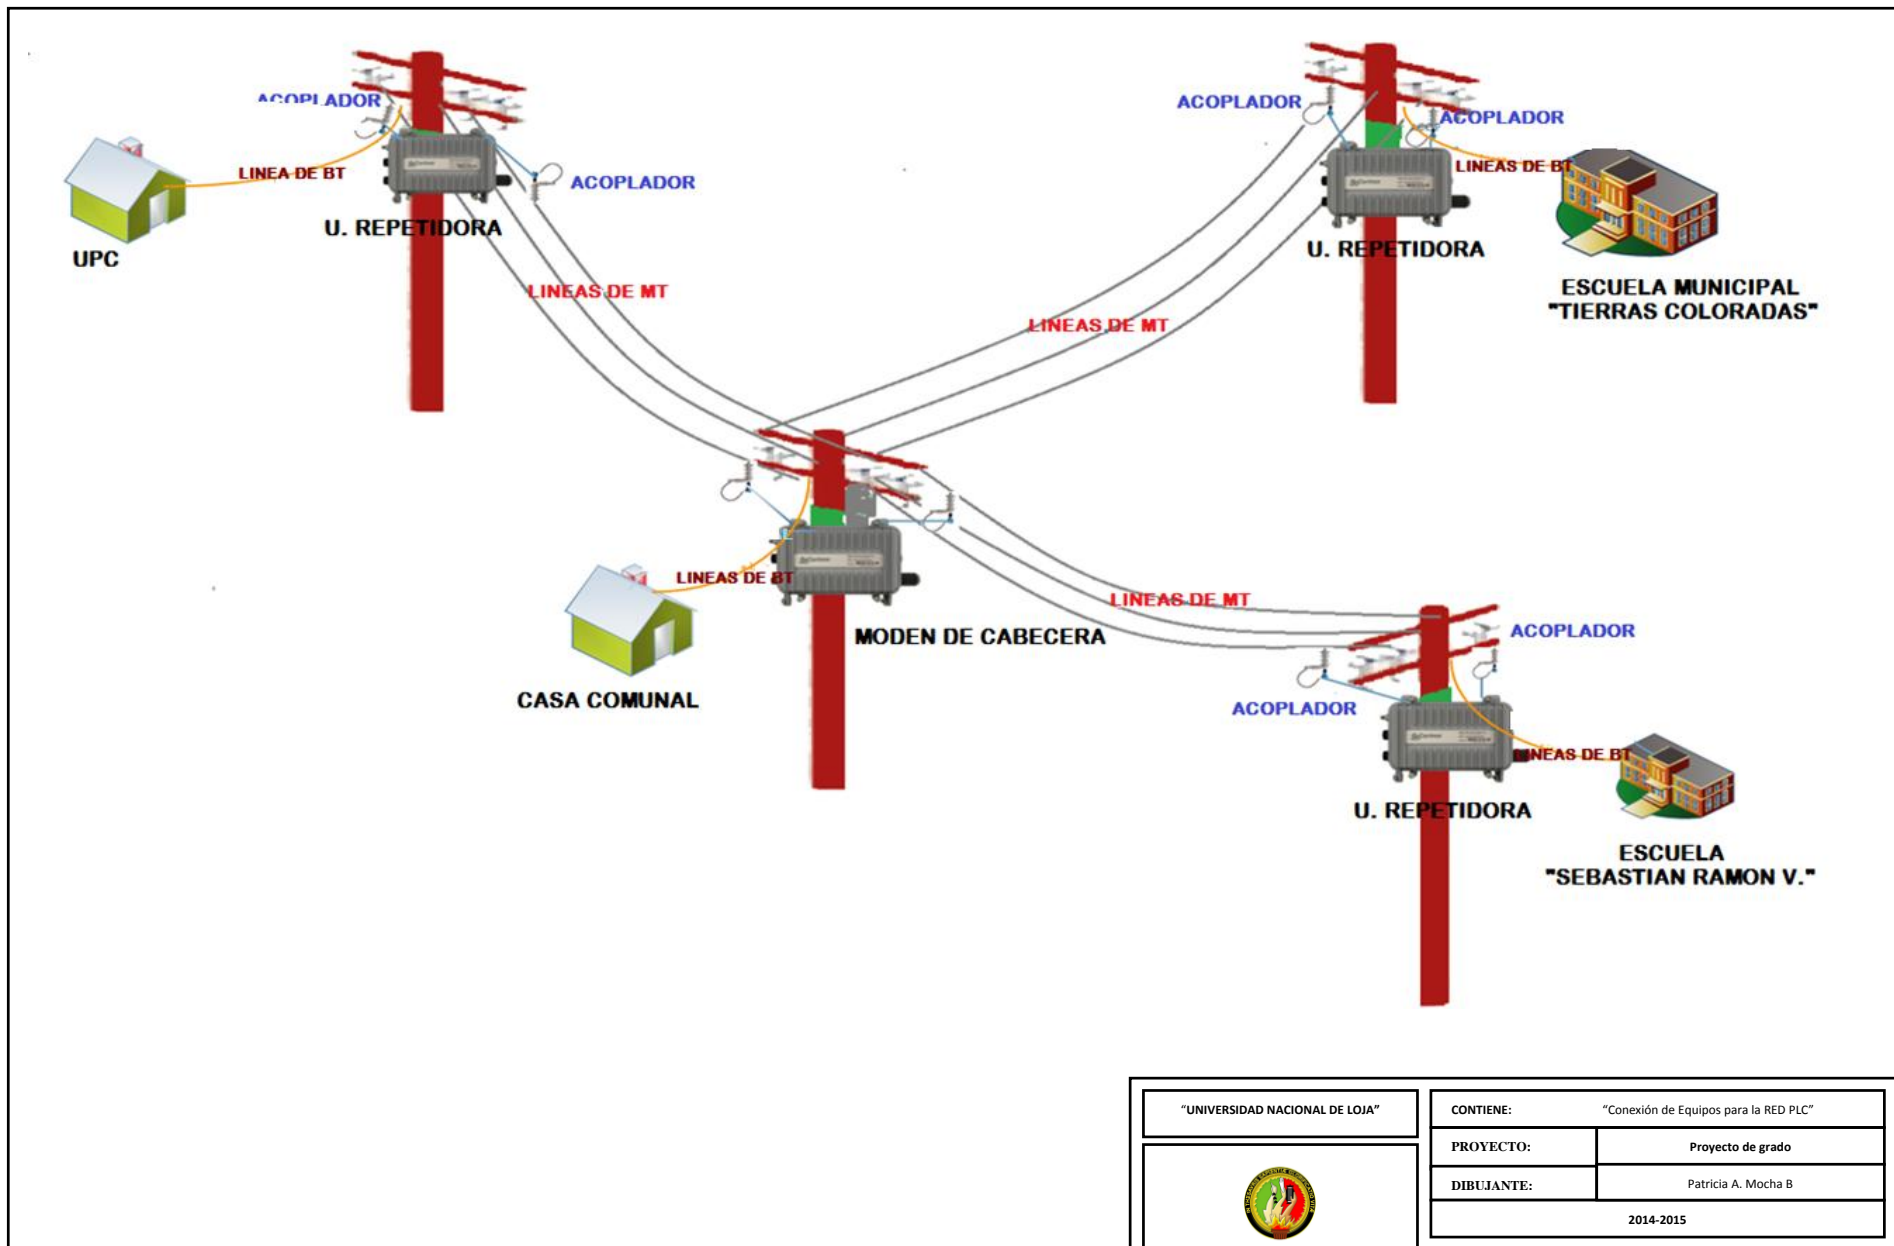 ACOPLADOR
LINEA DE BT
ACOPLADOR
U. REPETIDORA
UPC
LINEAS DE MT
ACOPLADOR
ACOPLADOR
LINEAS DE BT
U. REPETIDORA
ESCUELA MUNICIPAL
"TIERRAS COLORADAS"
LINEAS DE MT
LINEAS DE BT
MODEN DE CABECERA
CASA COMUNAL
LINEAS DE MT
ACOPLADOR
ACOPLADOR
LINEAS DE BT
U. REPETIDORA
ESCUELA
"SEBASTIAN RAMON V."
“UNIVERSIDAD NACIONAL DE LOJA”
CONTIENE: “Conexión de Equipos para la RED PLC”
PROYECTO: Proyecto de grado
DIBUJANTE: Patricia A. Mocha B
2014-2015